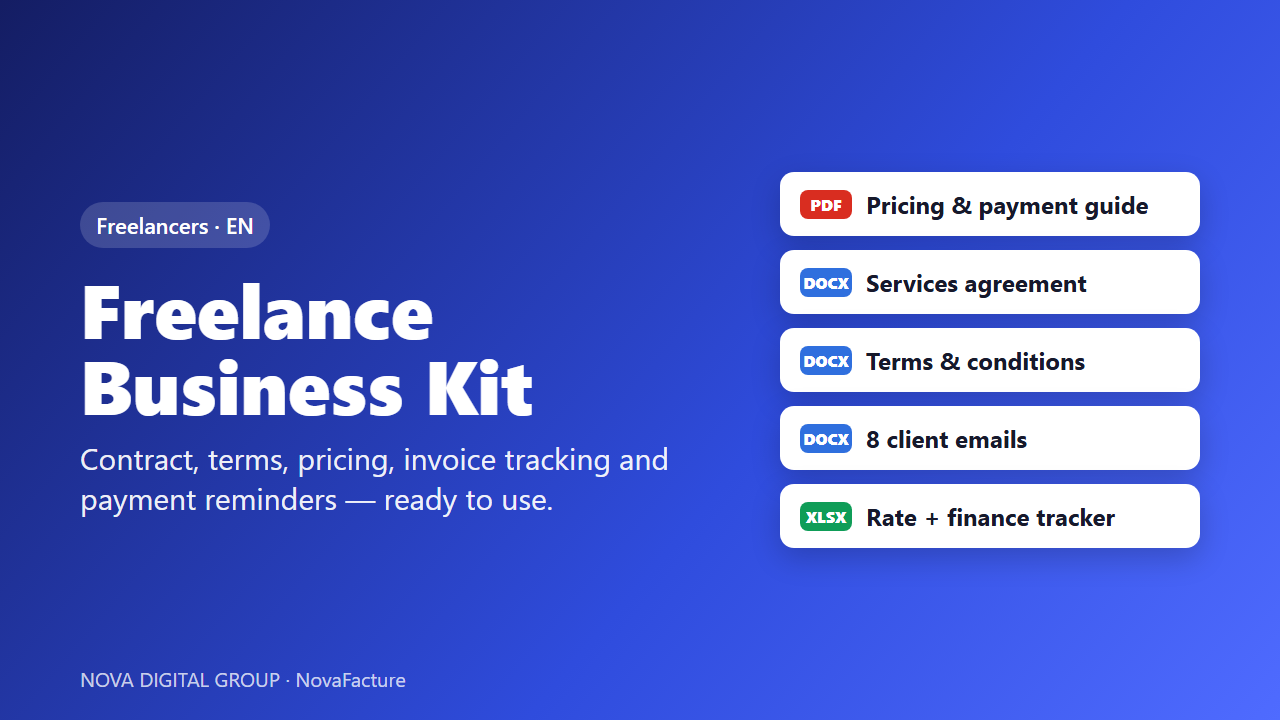 Freelancers · EN
Freelance
Business Kit
Contract, terms, pricing, invoice tracking and
payment reminders — ready to use.
PDF Pricing & payment guide
DOCX Services agreement
DOCX Terms & conditions
DOCX 8 client emails
XLSX Rate + finance tracker
NOVA DIGITAL GROUP · NovaFacture